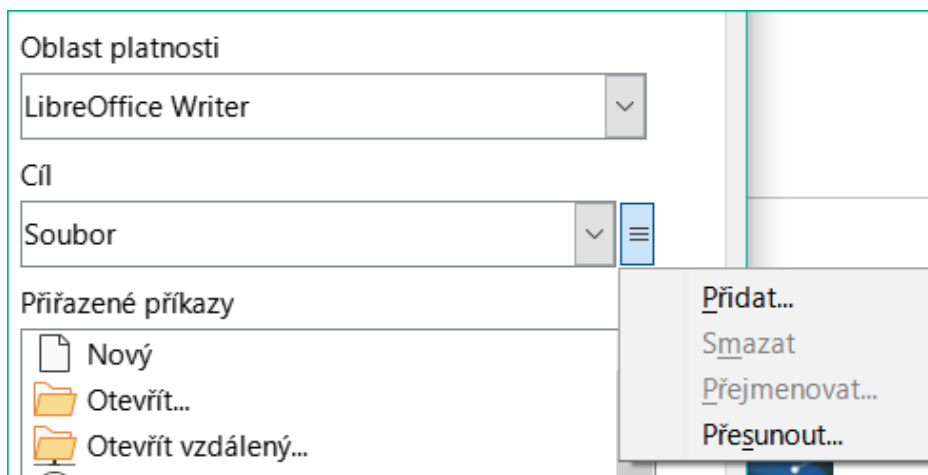 Oblast platnosti
LibreOffice Writer
Cíl
Soubor
Přiřazené příkazy
Nový
Otevřít...
Otevřít vzdálený...
Přidat...
Smazat
Přejmenovat...
Přesunout...